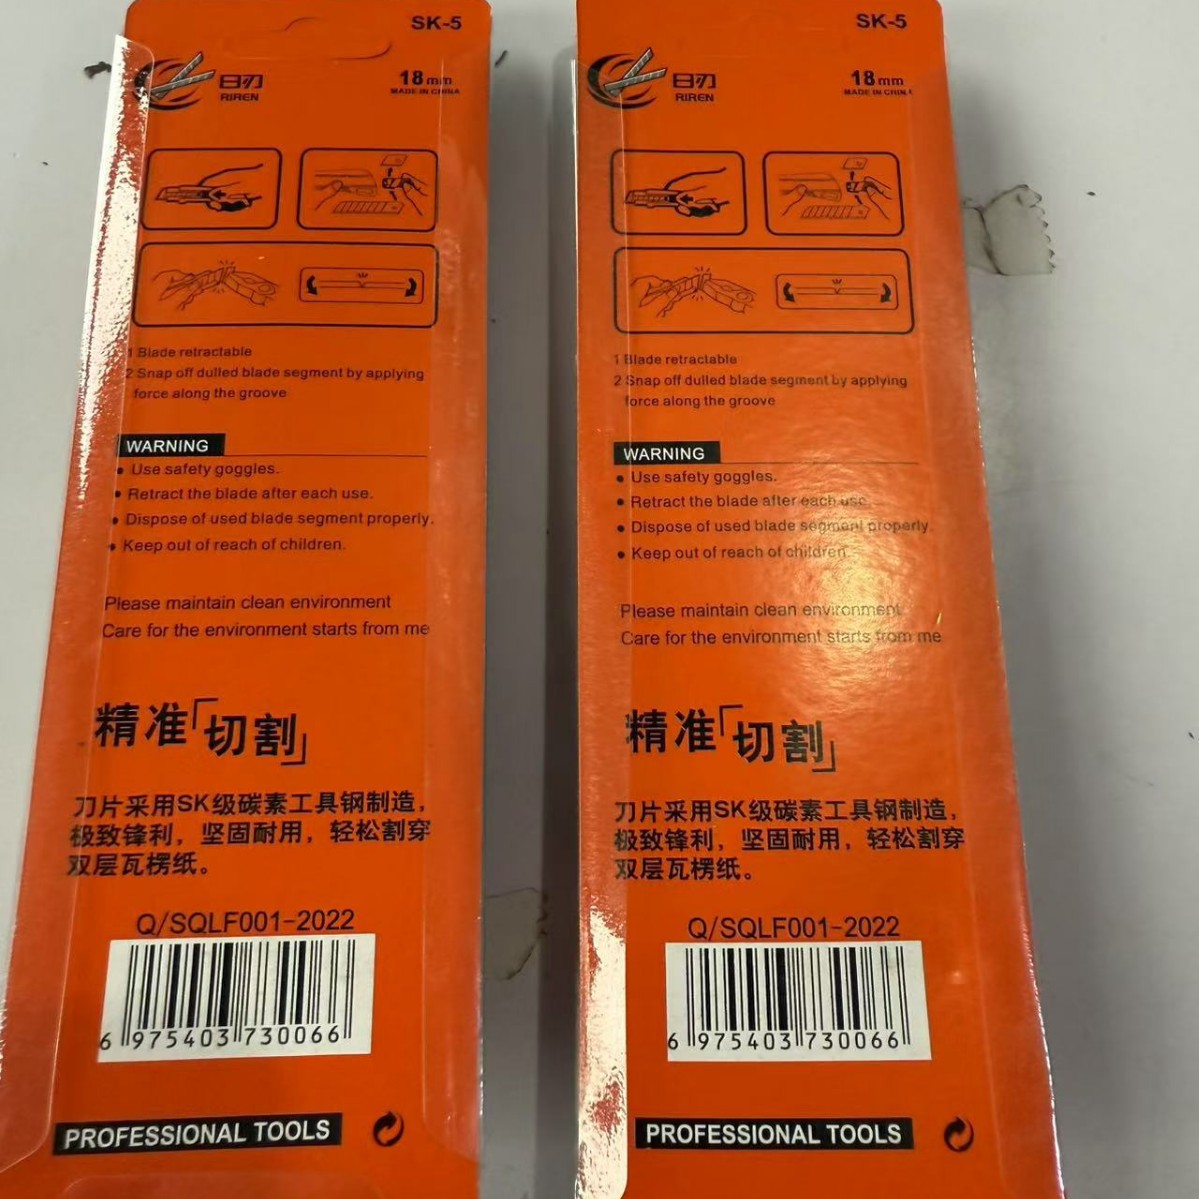 SK-5
日刃
RIREN
18mm
MADE IN CHINA
1 Blade retractable
2 Snap off dulled blade segment by applying
force along the groove
WARNING
• Use safety goggles.
• Retract the blade after each use.
• Dispose of used blade segment properly.
• Keep out of reach of children.
Please maintain clean environment
Care for the environment starts from me
精准「切割」
刀片采用SK级碳素工具钢制造，
极致锋利，坚固耐用，轻松割穿
双层瓦楞纸。
Q/SQLF001-2022
6 975403 730066
PROFESSIONAL TOOLS
SK-5
日刃
RIREN
18mm
MADE IN CHINA
1 Blade retractable
2 Snap off dulled blade segment by applying
force along the groove
WARNING
• Use safety goggles.
• Retract the blade after each use.
• Dispose of used blade segment properly.
• Keep out of reach of children.
Please maintain clean environment
Care for the environment starts from me
精准「切割」
刀片采用SK级碳素工具钢制造，
极致锋利，坚固耐用，轻松割穿
双层瓦楞纸。
Q/SQLF001-2022
6 975403 730066
PROFESSIONAL TOOLS